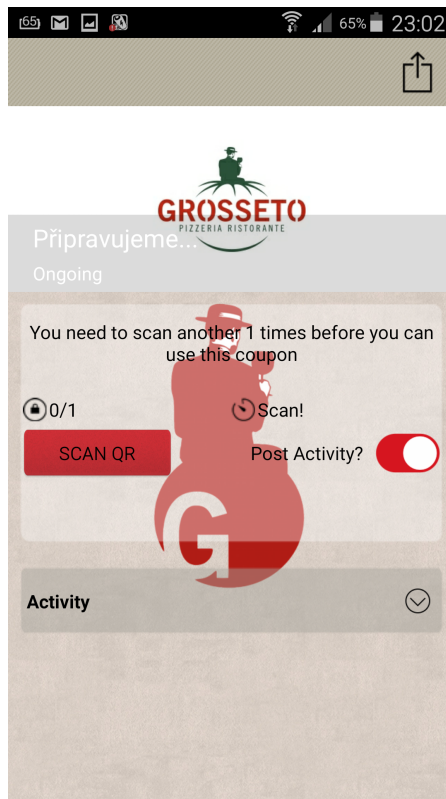 65 65% 23:02
GROSSETO
PIZZERIA RISTORANTE
Připravujeme...
Ongoing
You need to scan another 1 times before you can
use this coupon
0/1 Scan!
SCAN QR Post Activity?
G
Activity